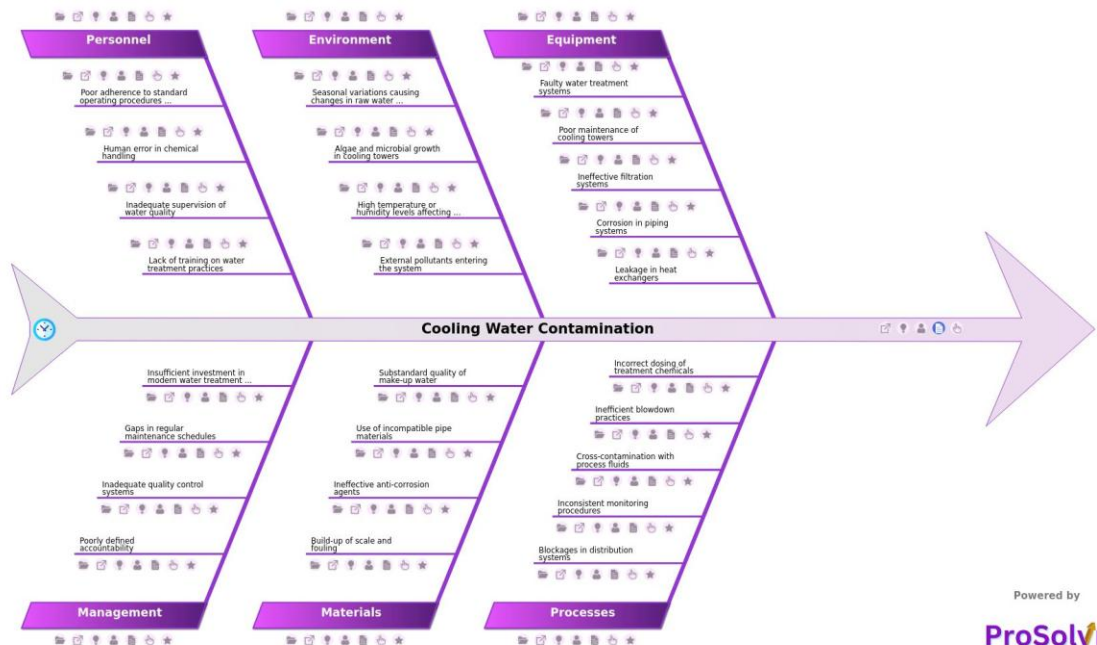 Personnel
Environment
Equipment
Poor adherence to standard
operating procedures ...
Human error in chemical
handling
Inadequate supervision of
water quality
Lack of training on water
treatment practices
Seasonal variations causing
changes in raw water ...
Algae and microbial growth
in cooling towers
High temperature or
humidity levels affecting ...
External pollutants entering
the system
Faulty water treatment
systems
Poor maintenance of
cooling towers
Ineffective filtration
systems
Corrosion in piping
systems
Leakage in heat
exchangers
Cooling Water Contamination
Insufficient investment in
modern water treatment ...
Gaps in regular
maintenance schedules
Inadequate quality control
systems
Poorly defined
accountability
Substandard quality of
make-up water
Use of incompatible pipe
materials
Ineffective anti-corrosion
agents
Build-up of scale and
fouling
Incorrect dosing of
treatment chemicals
Inefficient blowdown
practices
Cross-contamination with
process fluids
Inconsistent monitoring
procedures
Blockages in distribution
systems
Management
Materials
Processes
Powered by